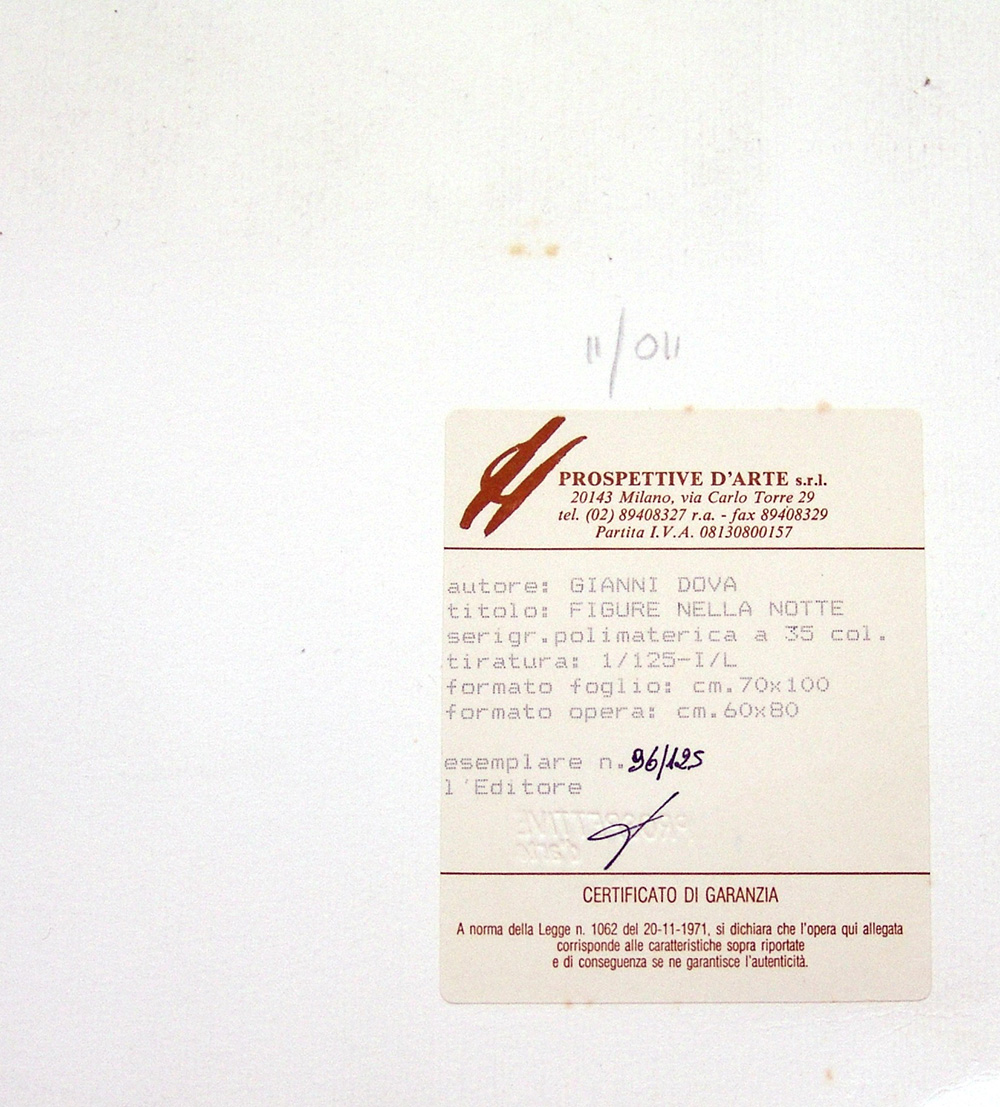 11/011
PROSPETTIVE D'ARTE s.r.l.
20143 Milano, via Carlo Torre 29
tel. (02) 89408327 r.a. - fax 89408329
Partita I.V.A. 08130800157
autore: GIANNI DOVA
titolo: FIGURE NELLA NOTTE
serigr.polimaterica a 35 col.
tiratura: 1/125-I/L
formato foglio: cm.70x100
formato opera: cm.60x80
esemplare n.96/125
l'Editore
PROSPETTIVE
d'arte
CERTIFICATO DI GARANZIA
A norma della Legge n. 1062 del 20-11-1971, si dichiara che l'opera qui allegata
corrisponde alle caratteristiche sopra riportate
e di conseguenza se ne garantisce l'autenticità.